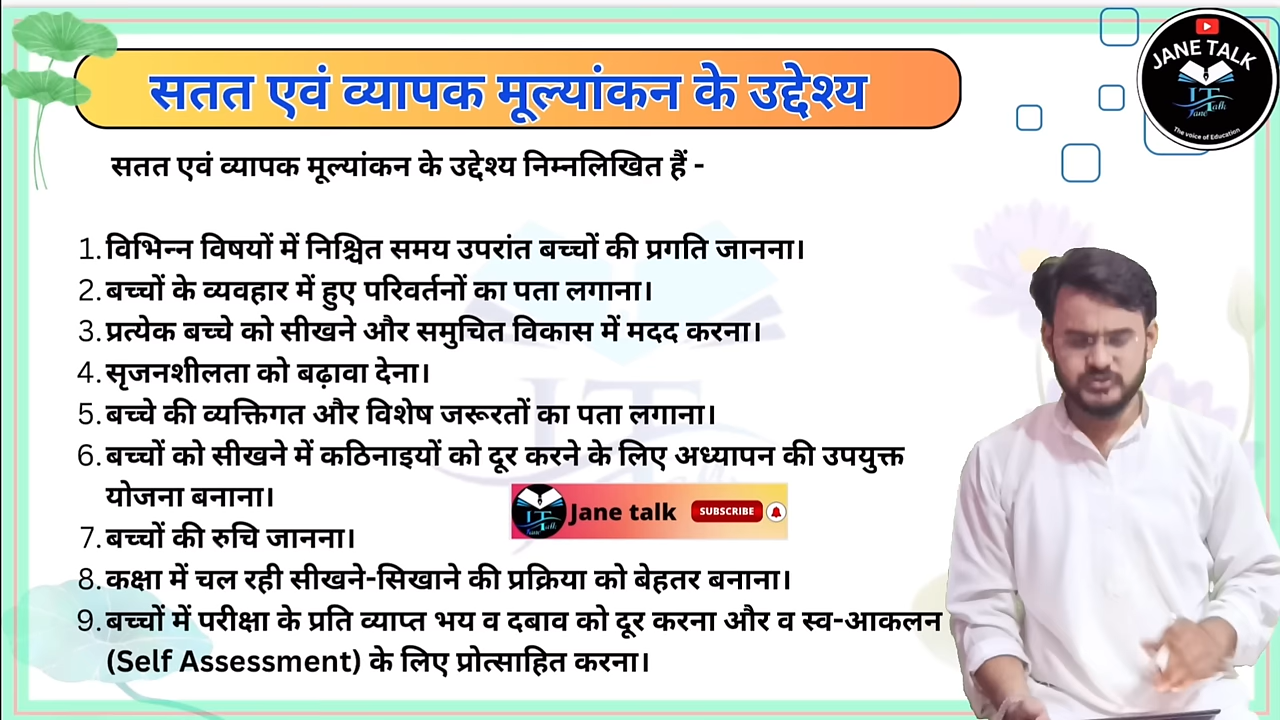 सतत एवं व्यापक मूल्यांकन के उद्देश्य
JANE TALK
JT
Jane Talk
The voice of Education
सतत एवं व्यापक मूल्यांकन के उद्देश्य निम्नलिखित हैं -
1. विभिन्न विषयों में निश्चित समय उपरांत बच्चों की प्रगति जानना।
2. बच्चों के व्यवहार में हुए परिवर्तनों का पता लगाना।
3. प्रत्येक बच्चे को सीखने और समुचित विकास में मदद करना।
4. सृजनशीलता को बढ़ावा देना।
5. बच्चे की व्यक्तिगत और विशेष जरूरतों का पता लगाना।
6. बच्चों को सीखने में कठिनाइयों को दूर करने के लिए अध्यापन की उपयुक्त
योजना बनाना।
Jane talk SUBSCRIBE
7. बच्चों की रुचि जानना।
8. कक्षा में चल रही सीखने-सिखाने की प्रक्रिया को बेहतर बनाना।
9. बच्चों में परीक्षा के प्रति व्याप्त भय व दबाव को दूर करना और व स्व-आकलन
(Self Assessment) के लिए प्रोत्साहित करना।